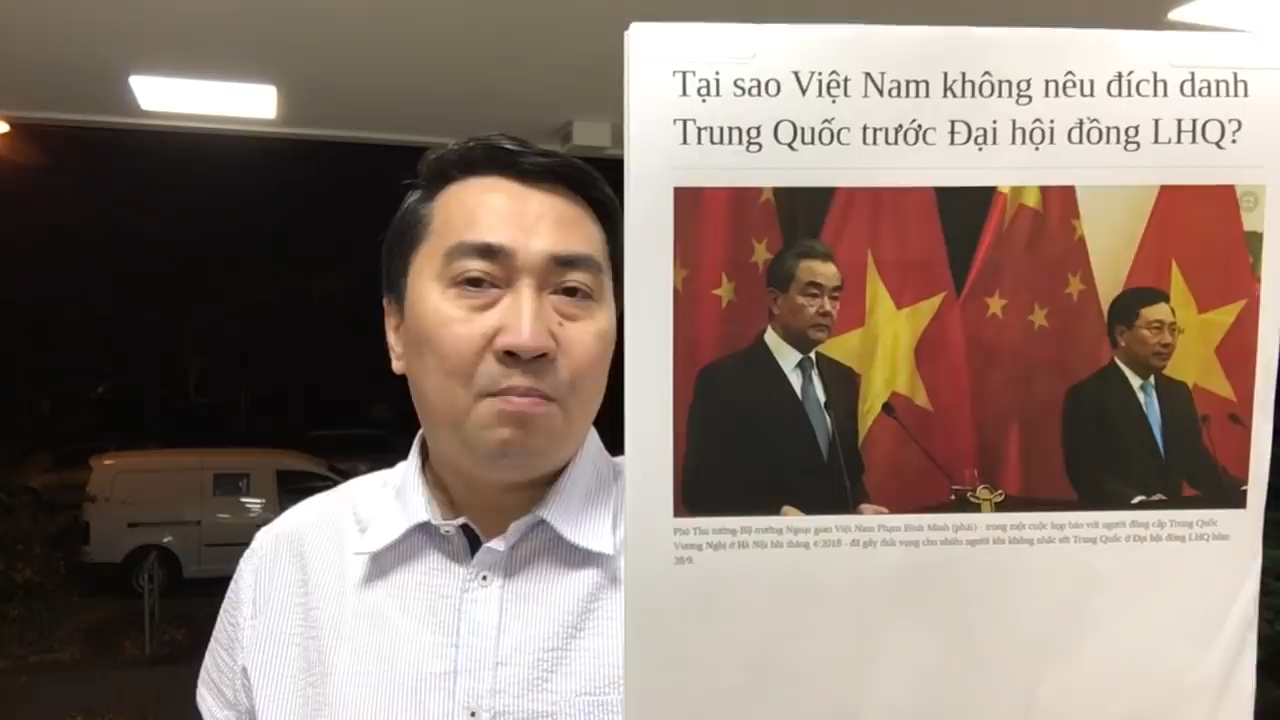 Tại sao Việt Nam không nêu đích danh
Trung Quốc trước Đại hội đồng LHQ?
Phó Thủ tướng-Bộ trưởng Ngoại giao Việt Nam Phạm Bình Minh (phải) - trong một cuộc họp báo với người đồng cấp Trung Quốc
Vương Nghị ở Hà Nội hồi tháng 4/2018 - đã gây thất vọng cho nhiều người khi không nhắc tới Trung Quốc ở Đại hội đồng LHQ hôm
28/9.